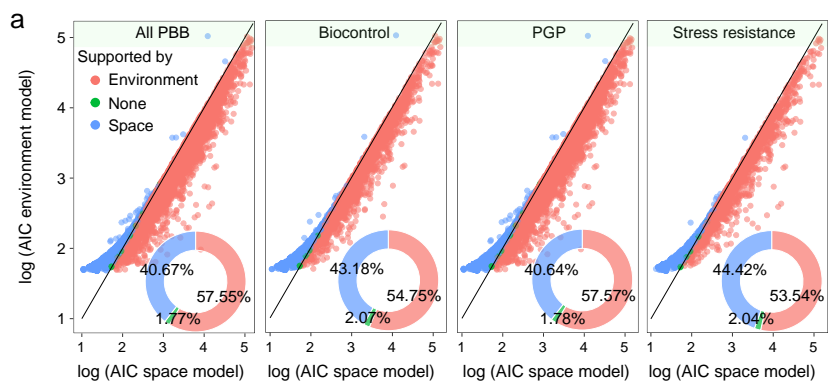 a
All PBB
Biocontrol
PGP
Stress resistance
Supported by
Environment
None
Space
log (AIC environment model)
5
4
3
2
1
40.67%
57.55%
1.77%
43.18%
54.75%
2.07%
40.64%
57.57%
1.78%
44.42%
53.54%
2.04%
1 2 3 4 5
1 2 3 4 5
1 2 3 4 5
1 2 3 4 5
log (AIC space model)
log (AIC space model)
log (AIC space model)
log (AIC space model)